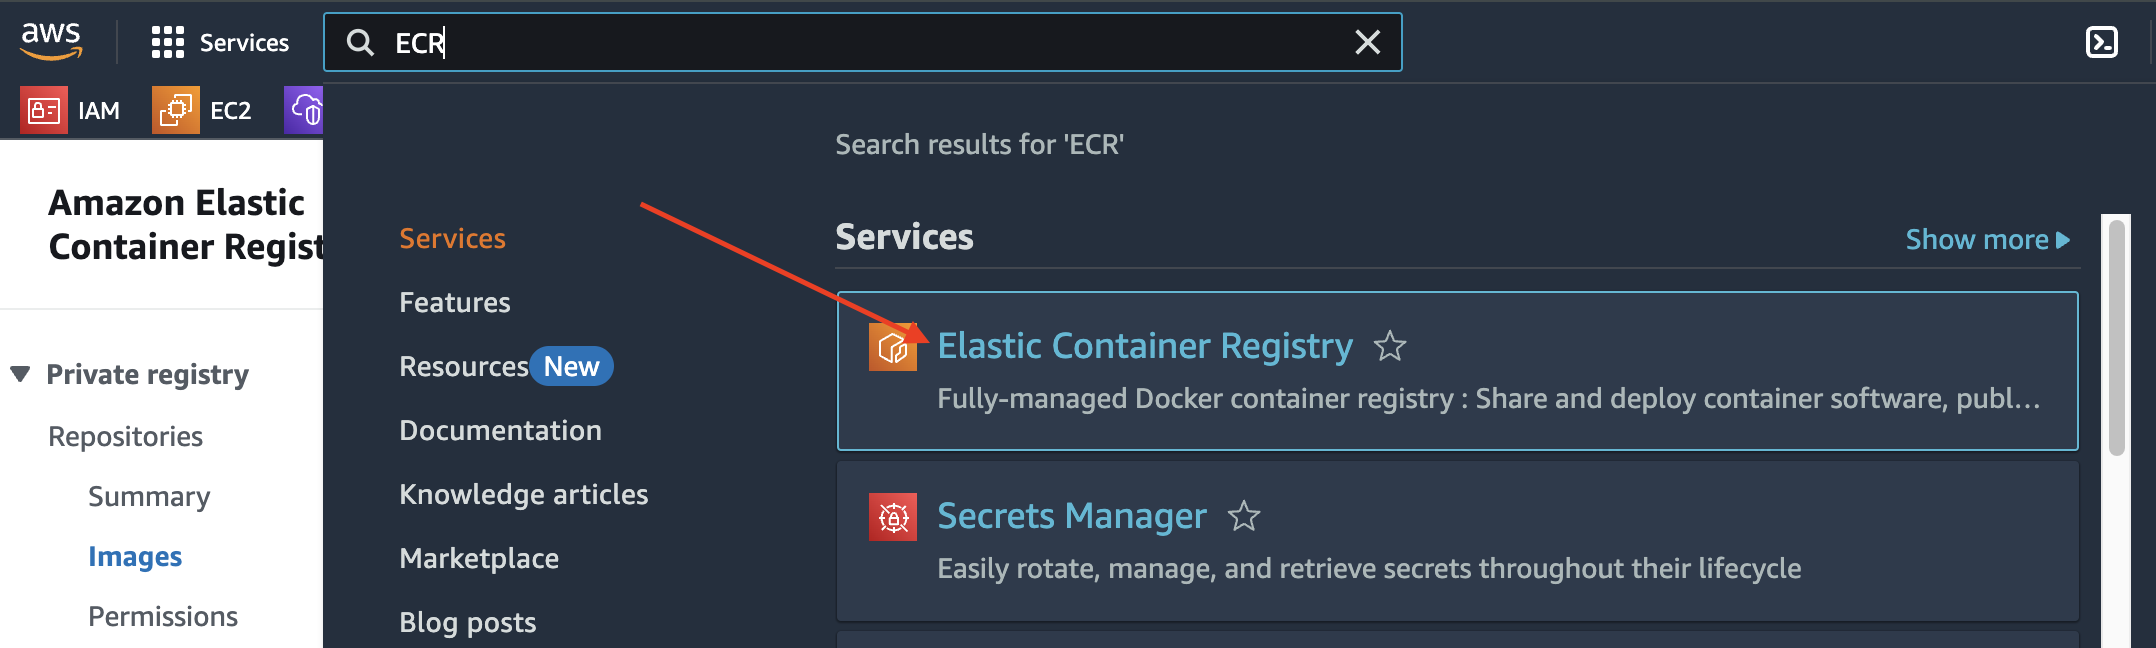 aws
Services
ECR
IAM
EC2
Search results for 'ECR'
Amazon Elastic
Container Regist
Private registry
Repositories
Summary
Images
Permissions
Services
Features
Resources New
Documentation
Knowledge articles
Marketplace
Blog posts
Services
Show more
Elastic Container Registry
Fully-managed Docker container registry : Share and deploy container software, publ...
Secrets Manager
Easily rotate, manage, and retrieve secrets throughout their lifecycle